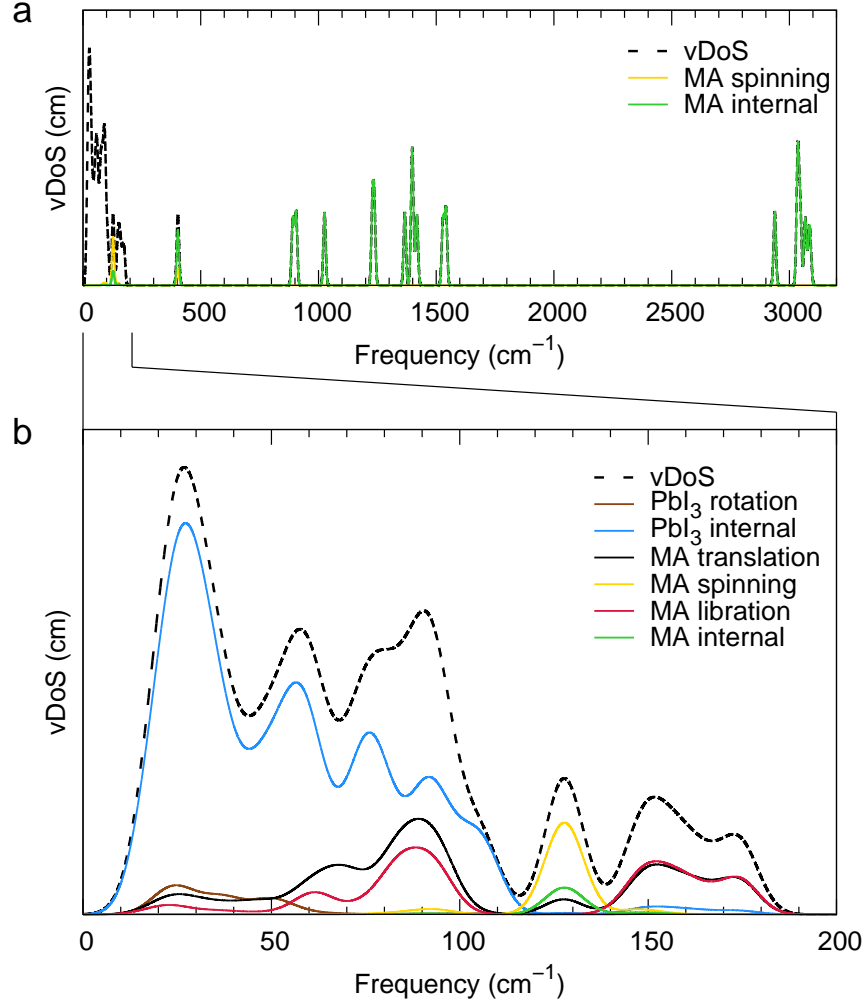 a
vDoS (cm)
vDoS
MA spinning
MA internal
0 500 1000 1500 2000 2500 3000
Frequency (cm⁻¹)
b
vDoS (cm)
vDoS
PbI₃ rotation
PbI₃ internal
MA translation
MA spinning
MA libration
MA internal
0 50 100 150 200
Frequency (cm⁻¹)